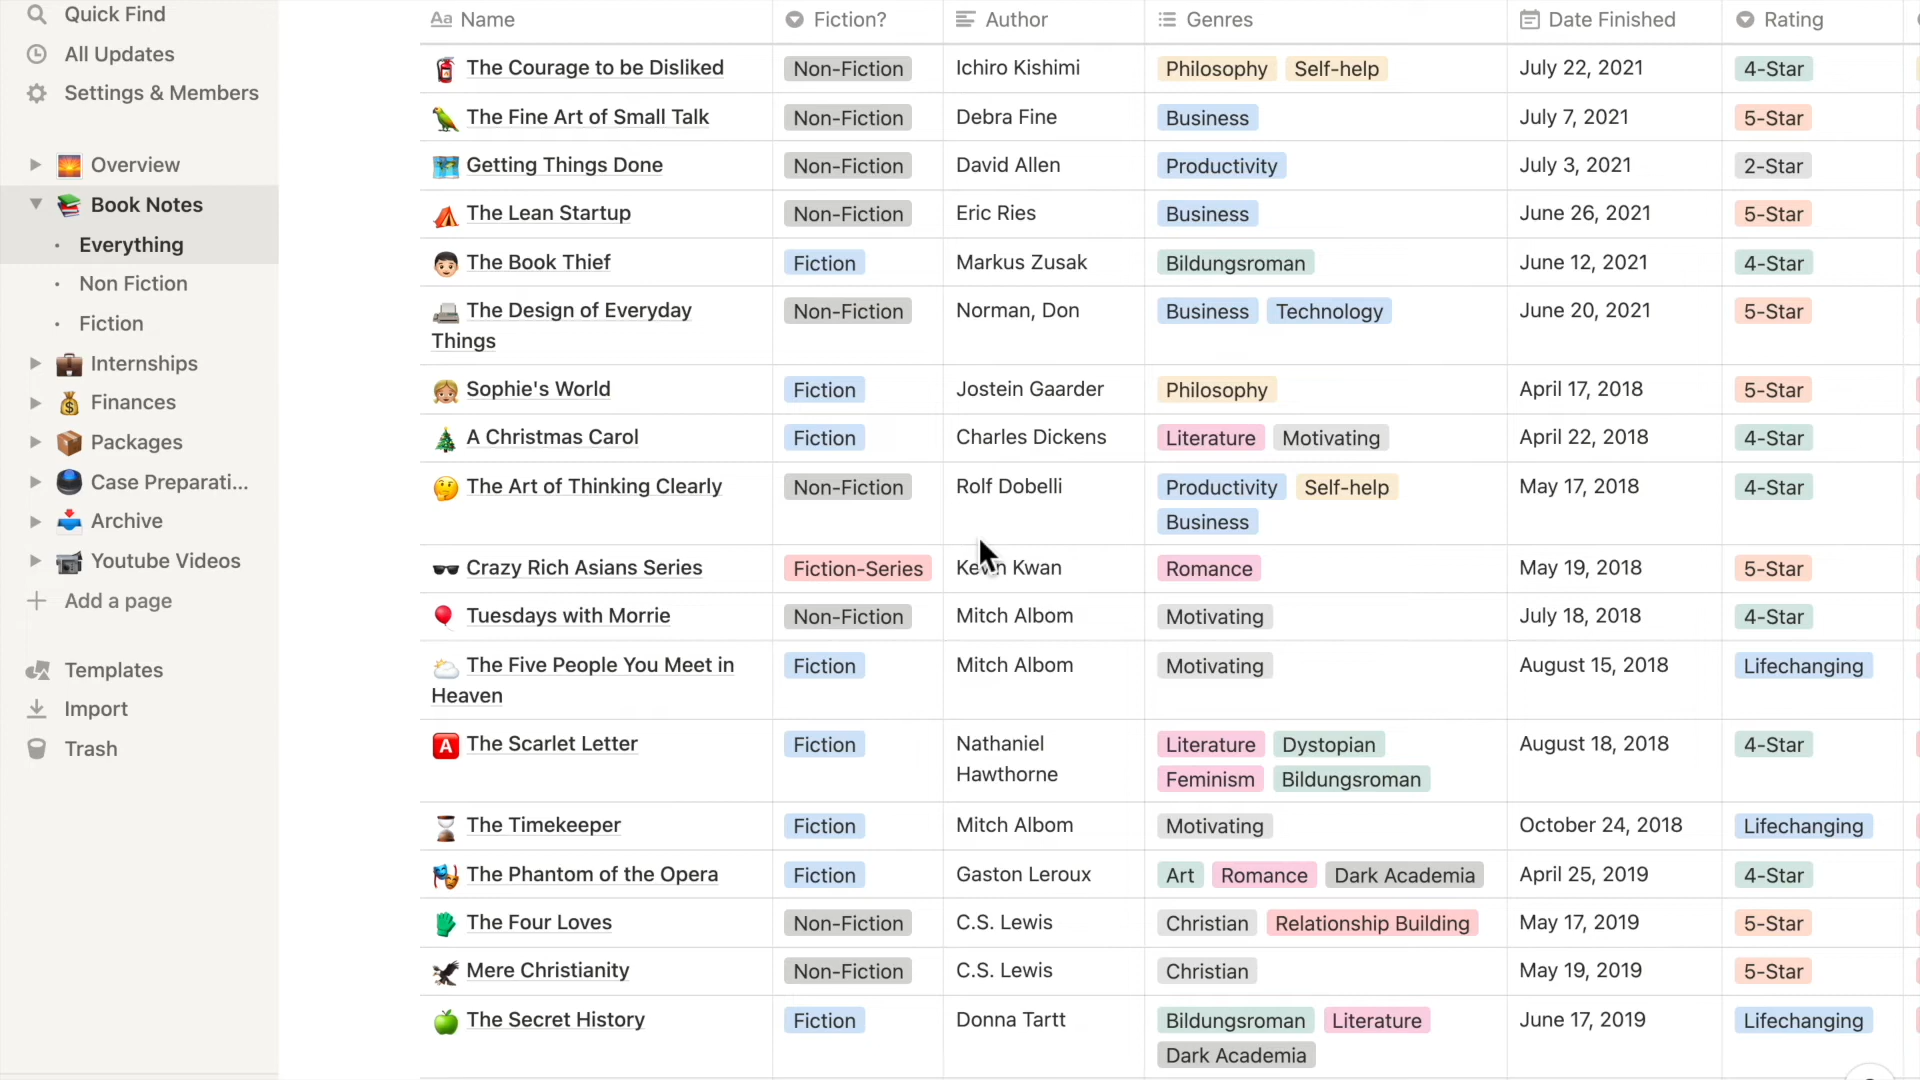 Quick Find
All Updates
Settings & Members
Overview
Book Notes
Everything
Non Fiction
Fiction
Internships
Finances
Packages
Case Preparati...
Archive
Youtube Videos
Add a page
Templates
Import
Trash
Aa Name Fiction? Author Genres Date Finished Rating
The Courage to be Disliked Non-Fiction Ichiro Kishimi Philosophy Self-help July 22, 2021 4-Star
The Fine Art of Small Talk Non-Fiction Debra Fine Business July 7, 2021 5-Star
Getting Things Done Non-Fiction David Allen Productivity July 3, 2021 2-Star
The Lean Startup Non-Fiction Eric Ries Business June 26, 2021 5-Star
The Book Thief Fiction Markus Zusak Bildungsroman June 12, 2021 4-Star
The Design of Everyday Non-Fiction Norman, Don Business Technology June 20, 2021 5-Star
Things
Sophie's World Fiction Jostein Gaarder Philosophy April 17, 2018 5-Star
A Christmas Carol Fiction Charles Dickens Literature Motivating April 22, 2018 4-Star
The Art of Thinking Clearly Non-Fiction Rolf Dobelli Productivity Self-help May 17, 2018 4-Star
Business
Crazy Rich Asians Series Fiction-Series Kevin Kwan Romance May 19, 2018 5-Star
Tuesdays with Morrie Non-Fiction Mitch Albom Motivating July 18, 2018 4-Star
The Five People You Meet in Fiction Mitch Albom Motivating August 15, 2018 Lifechanging
Heaven
A The Scarlet Letter Fiction Nathaniel Literature Dystopian August 18, 2018 4-Star
Hawthorne Feminism Bildungsroman
The Timekeeper Fiction Mitch Albom Motivating October 24, 2018 Lifechanging
The Phantom of the Opera Fiction Gaston Leroux Art Romance Dark Academia April 25, 2019 4-Star
The Four Loves Non-Fiction C.S. Lewis Christian Relationship Building May 17, 2019 5-Star
Mere Christianity Non-Fiction C.S. Lewis Christian May 19, 2019 5-Star
The Secret History Fiction Donna Tartt Bildungsroman Literature June 17, 2019 Lifechanging
Dark Academia